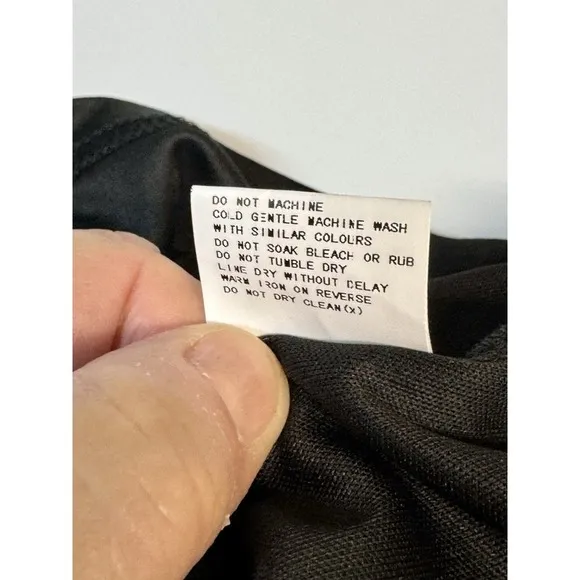 DO NOT MACHINE
COLD GENTLE MACHINE WASH
WITH SIMILAR COLOURS
DO NOT SOAK BLEACH OR RUB
DO NOT TUMBLE DRY
LINE DRY WITHOUT DELAY
WARM IRON ON REVERSE
DO NOT DRY CLEAN(X)